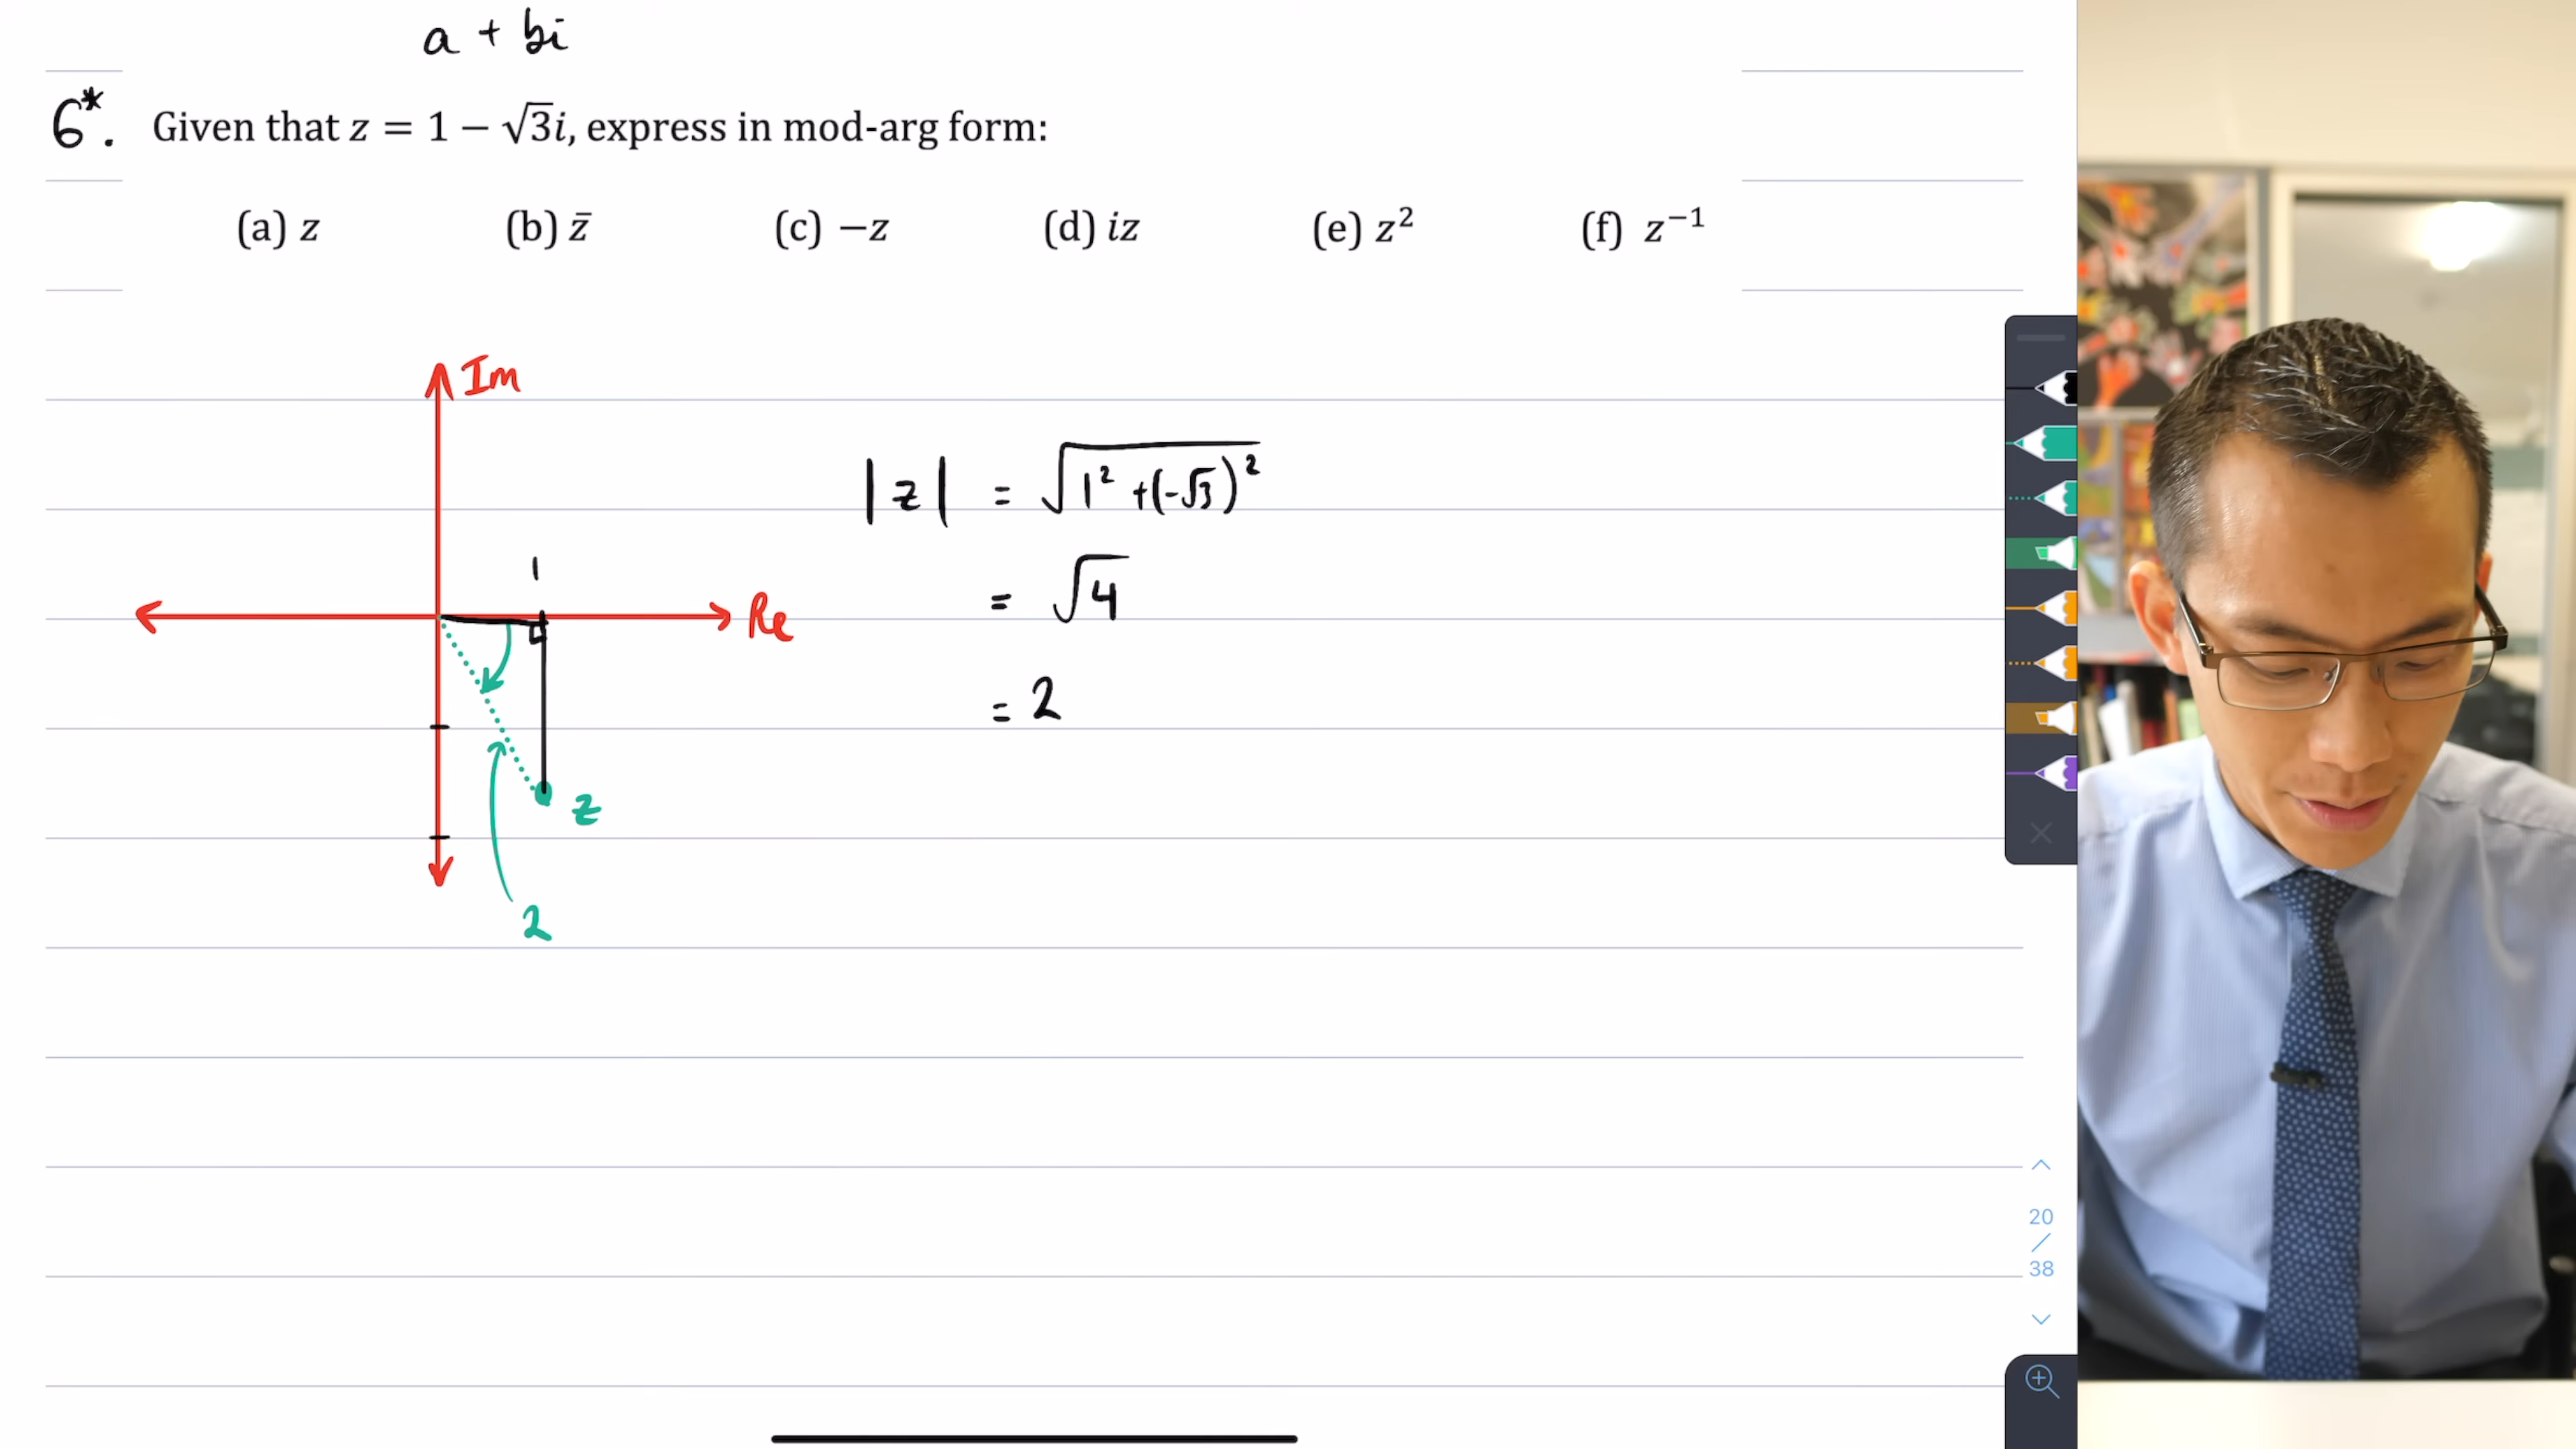 a + bi
6*. Given that z = 1 − √3i, express in mod-arg form:
(a) z (b) z̄ (c) −z (d) iz (e) z² (f) z⁻¹
Im
|z| = √(1² + (-√3)²)
= √4
1
Re
= 2
z
2
20
/
38